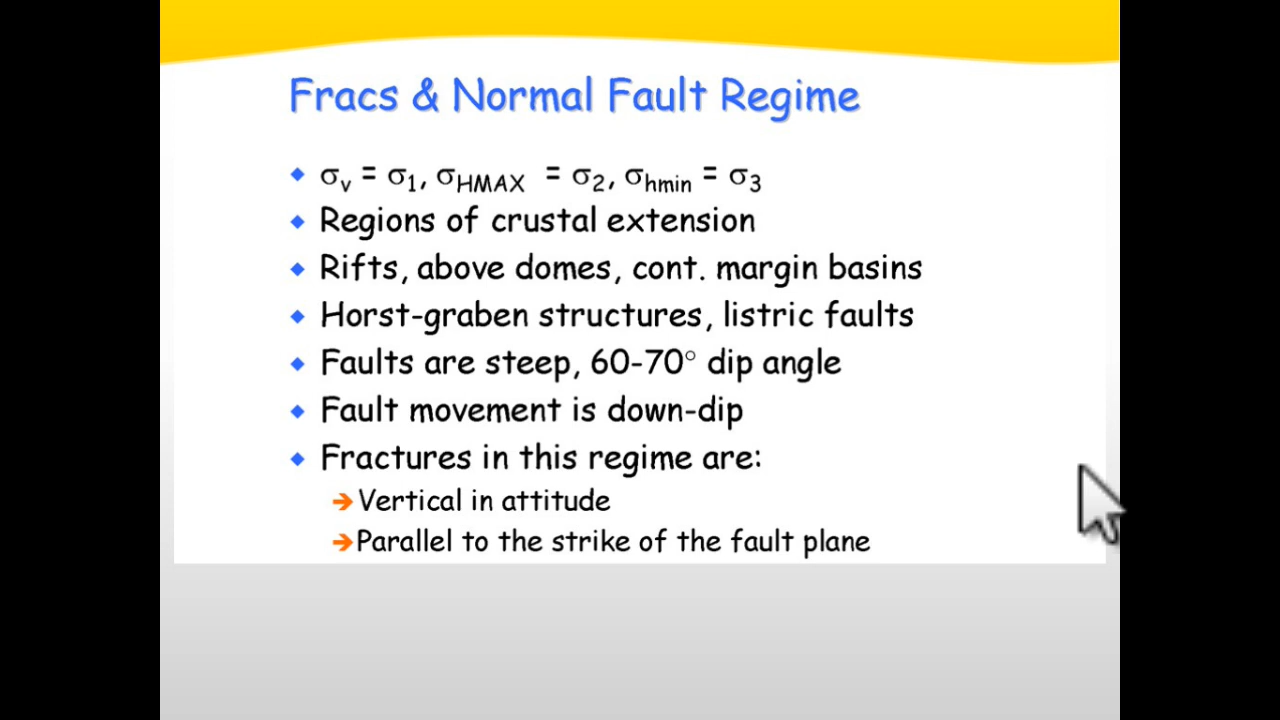 Fracs & Normal Fault Regime
◆ σv = σ1, σHMAX = σ2, σhmin = σ3
◆ Regions of crustal extension
◆ Rifts, above domes, cont. margin basins
◆ Horst-graben structures, listric faults
◆ Faults are steep, 60-70° dip angle
◆ Fault movement is down-dip
◆ Fractures in this regime are:
➔ Vertical in attitude
➔ Parallel to the strike of the fault plane